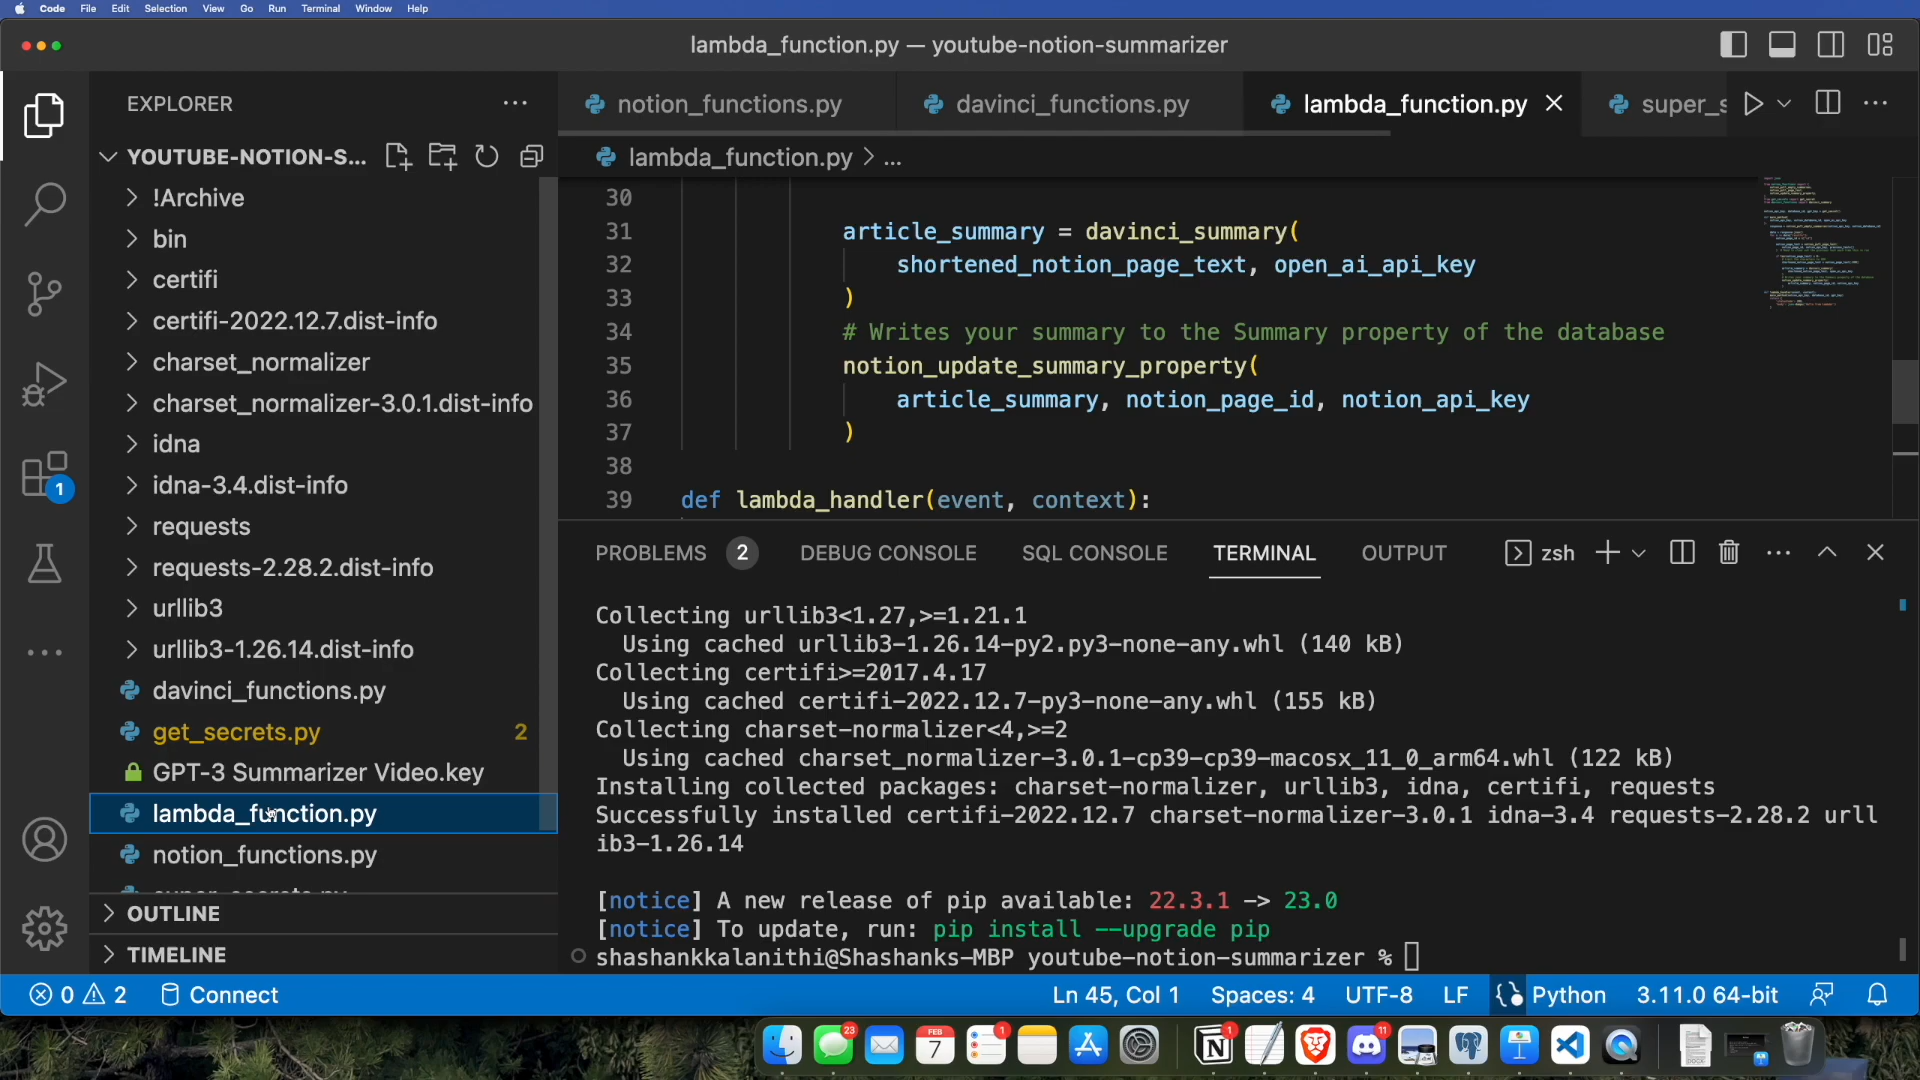 Code File Edit Selection View Go Run Terminal Window Help
lambda_function.py — youtube-notion-summarizer
EXPLORER
YOUTUBE-NOTION-S...
!Archive
bin
certifi
certifi-2022.12.7.dist-info
charset_normalizer
charset_normalizer-3.0.1.dist-info
idna
idna-3.4.dist-info
requests
requests-2.28.2.dist-info
urllib3
urllib3-1.26.14.dist-info
davinci_functions.py
get_secrets.py 2
GPT-3 Summarizer Video.key
lambda_function.py
notion_functions.py
super_secrets.py
OUTLINE
TIMELINE
1
notion_functions.py davinci_functions.py lambda_function.py super_s
lambda_function.py > ...
30
31 article_summary = davinci_summary(
32 shortened_notion_page_text, open_ai_api_key
33 )
34 # Writes your summary to the Summary property of the database
35 notion_update_summary_property(
36 article_summary, notion_page_id, notion_api_key
37 )
38
39 def lambda_handler(event, context):
PROBLEMS 2 DEBUG CONSOLE SQL CONSOLE TERMINAL OUTPUT zsh
Collecting urllib3<1.27,>=1.21.1
Using cached urllib3-1.26.14-py2.py3-none-any.whl (140 kB)
Collecting certifi>=2017.4.17
Using cached certifi-2022.12.7-py3-none-any.whl (155 kB)
Collecting charset-normalizer<4,>=2
Using cached charset_normalizer-3.0.1-cp39-cp39-macosx_11_0_arm64.whl (122 kB)
Installing collected packages: charset-normalizer, urllib3, idna, certifi, requests
Successfully installed certifi-2022.12.7 charset-normalizer-3.0.1 idna-3.4 requests-2.28.2 urll
ib3-1.26.14
[notice] A new release of pip available: 22.3.1 -> 23.0
[notice] To update, run: pip install --upgrade pip
shashankkalanithi@Shashanks-MBP youtube-notion-summarizer %
0 2 Connect Ln 45, Col 1 Spaces: 4 UTF-8 LF Python 3.11.0 64-bit
23 FEB 7 1 1 11